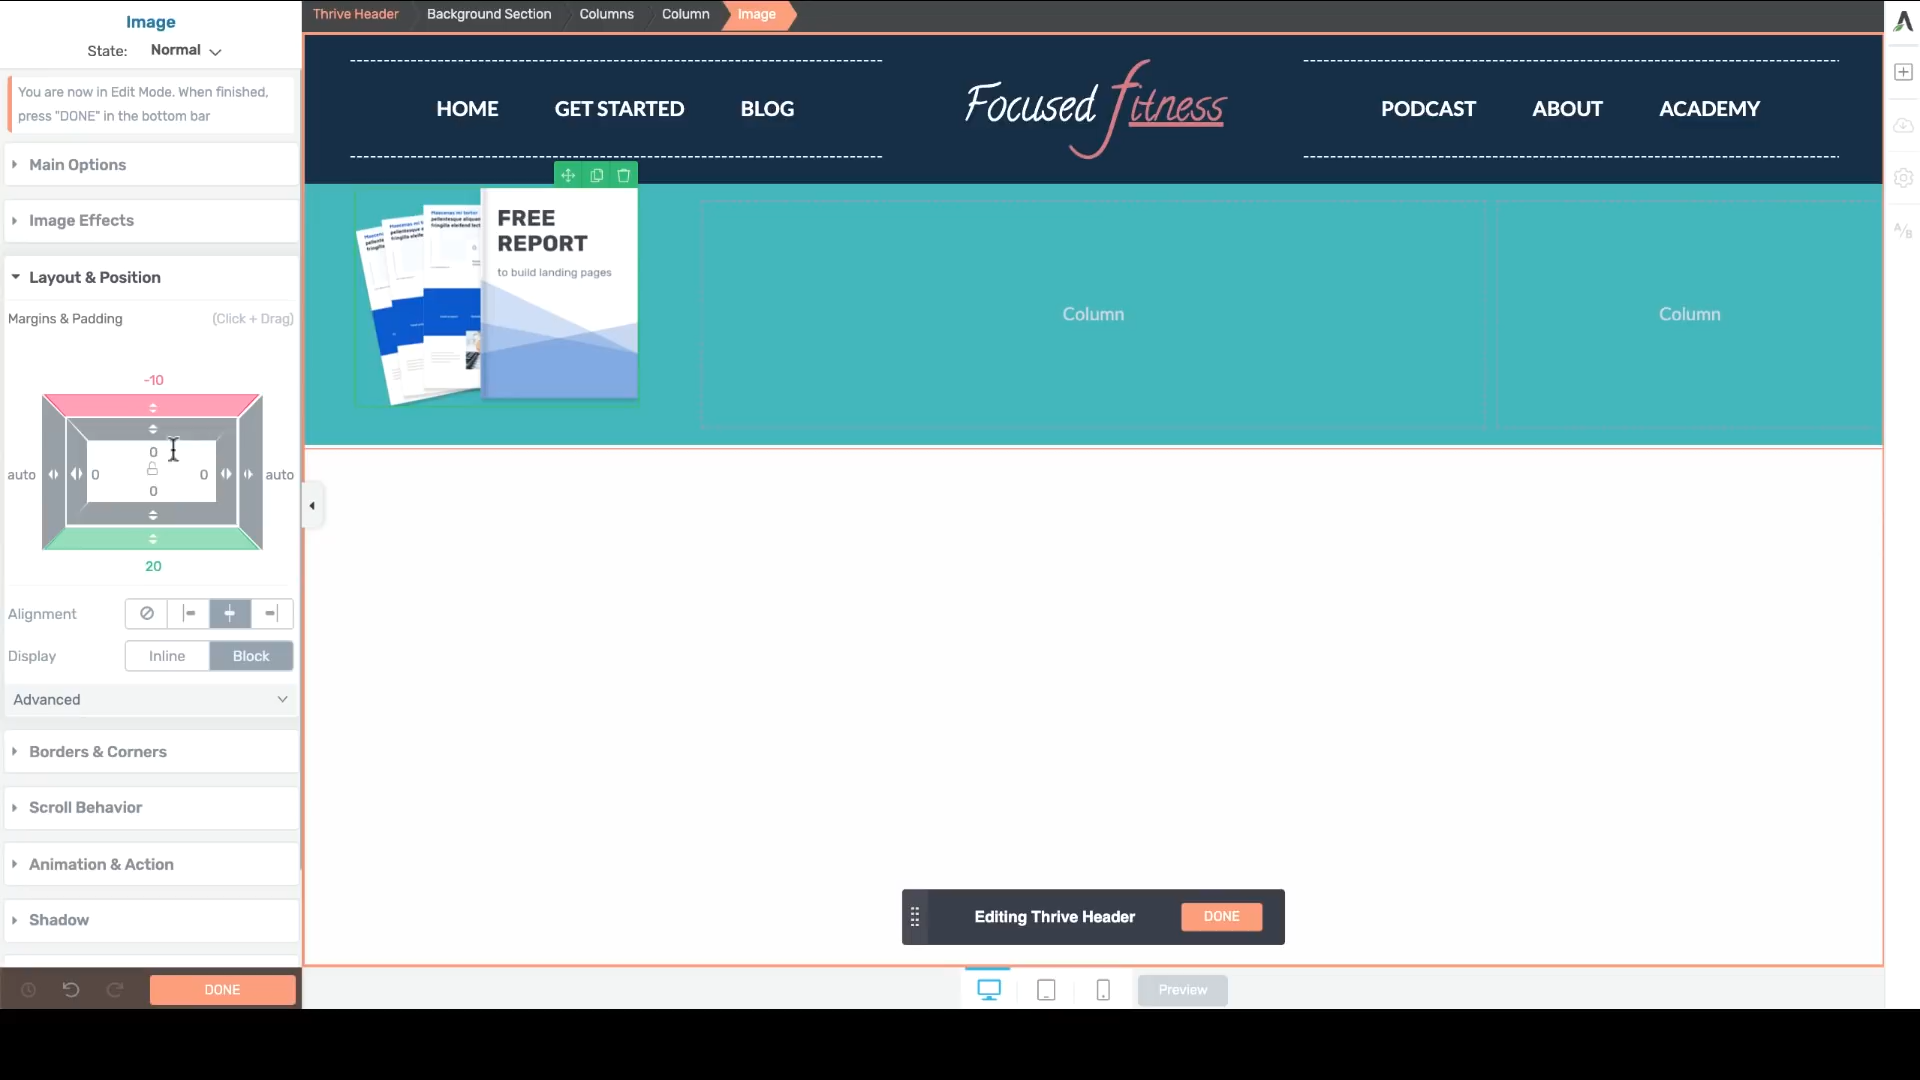 Image
State: Normal
You are now in Edit Mode. When finished,
press "DONE" in the bottom bar
Main Options
Image Effects
Layout & Position
Margins & Padding (Click + Drag)
-10
0
auto 0 0 auto
0
20
Alignment
Display Inline Block
Advanced
Borders & Corners
Scroll Behavior
Animation & Action
Shadow
DONE
Thrive Header Background Section Columns Column Image
HOME GET STARTED BLOG Focused fitness PODCAST ABOUT ACADEMY
FREE
REPORT
to build landing pages
Column Column
Editing Thrive Header DONE
Preview
A/B